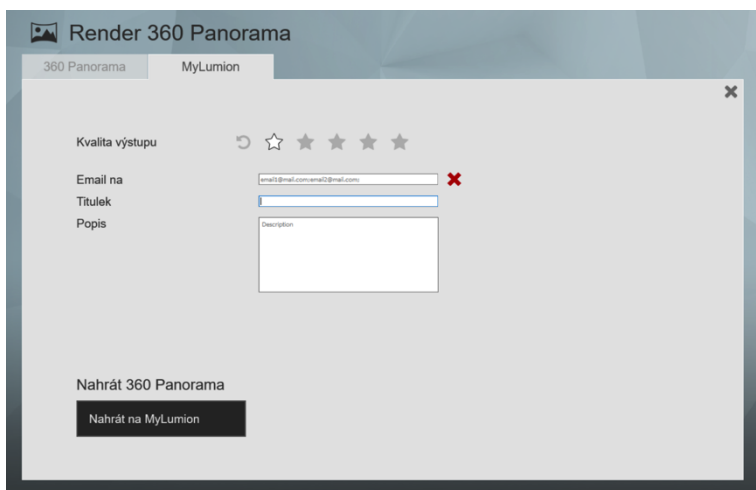 Render 360 Panorama
360 Panorama
MyLumion
Kvalita výstupu
Email na
email1@mail.com;email2@mail.com;
Titulek
Popis
Description
Nahrát 360 Panorama
Nahrát na MyLumion